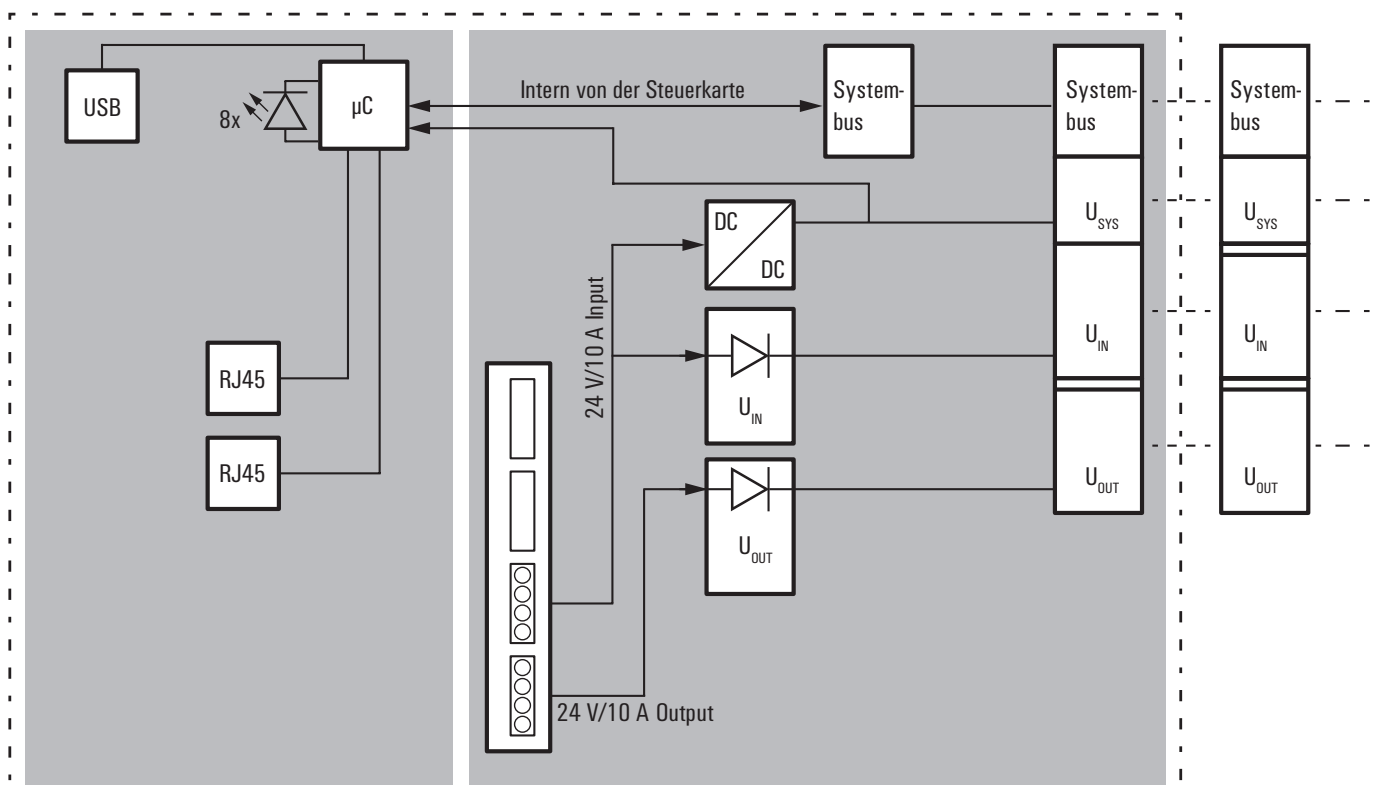 USB
8x
µC
Intern von der Steuerkarte
System-
bus
System-
bus
System-
bus
DC
DC
U_SYS
U_SYS
24 V/10 A Input
U_IN
U_IN
U_IN
RJ45
RJ45
U_OUT
U_OUT
U_OUT
24 V/10 A Output